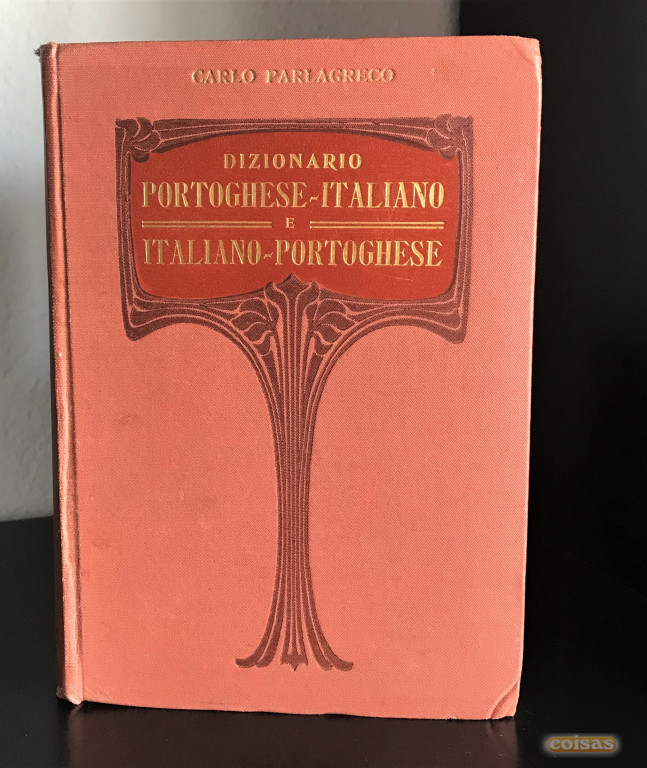 CARLO PARLAGRECO
DIZIONARIO
PORTOGHESE-ITALIANO
E
ITALIANO-PORTOGHESE
coisas